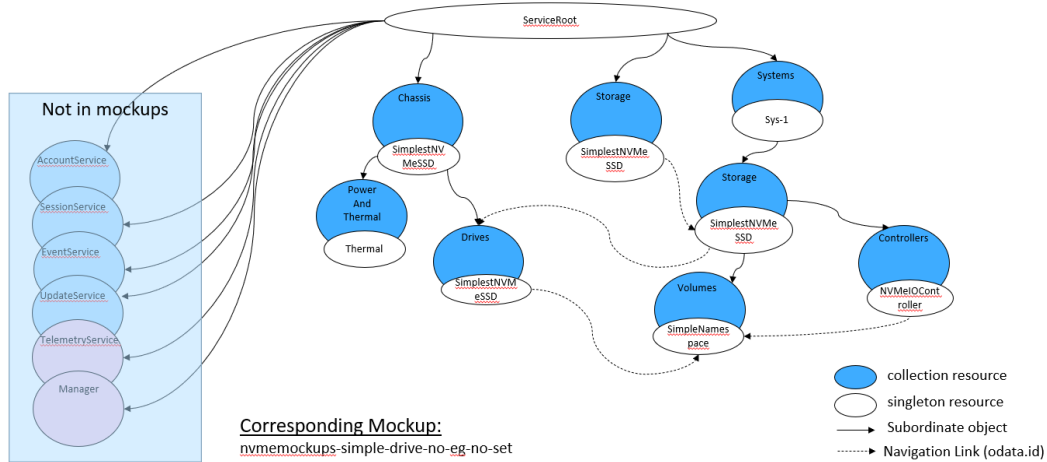 ServiceRoot
Not in mockups
AccountService
SessionService
EventService
UpdateService
TelemetryService
Manager
Chassis
SimplestNV
MeSSD
Power
And
Thermal
Thermal
Drives
SimplestNVM
eSSD
Storage
SimplestNVMe
SSD
Systems
Sys-1
Storage
SimplestNVMe
SSD
Controllers
NVMeIOCont
roller
Volumes
SimpleNames
pace
collection resource
singleton resource
Subordinate object
Navigation Link (odata.id)
Corresponding Mockup:
nvmemockups-simple-drive-no-eg-no-set